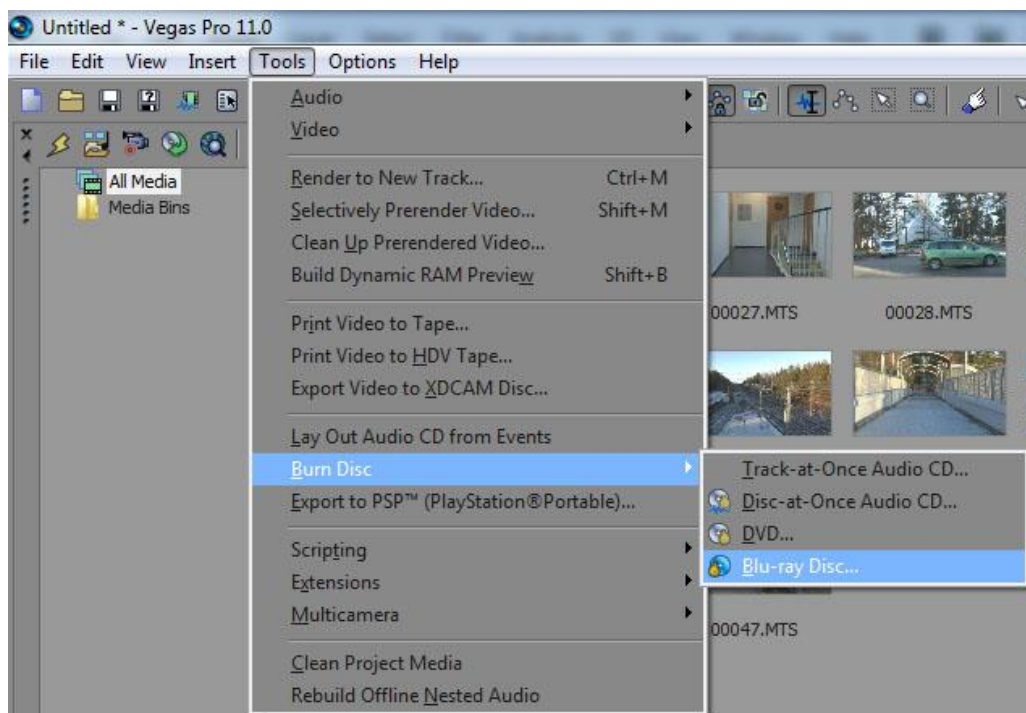 Untitled * - Vegas Pro 11.0
File Edit View Insert Tools Options Help
All Media
Media Bins
Audio
Video
Render to New Track... Ctrl+M
Selectively Prerender Video... Shift+M
Clean Up Prerendered Video...
Build Dynamic RAM Preview Shift+B
Print Video to Tape...
Print Video to HDV Tape...
Export Video to XDCAM Disc...
Lay Out Audio CD from Events
Burn Disc
Export to PSP™ (PlayStation®Portable)...
Scripting
Extensions
Multicamera
Clean Project Media
Rebuild Offline Nested Audio
00027.MTS 00028.MTS
Track-at-Once Audio CD...
Disc-at-Once Audio CD...
DVD...
Blu-ray Disc...
00047.MTS